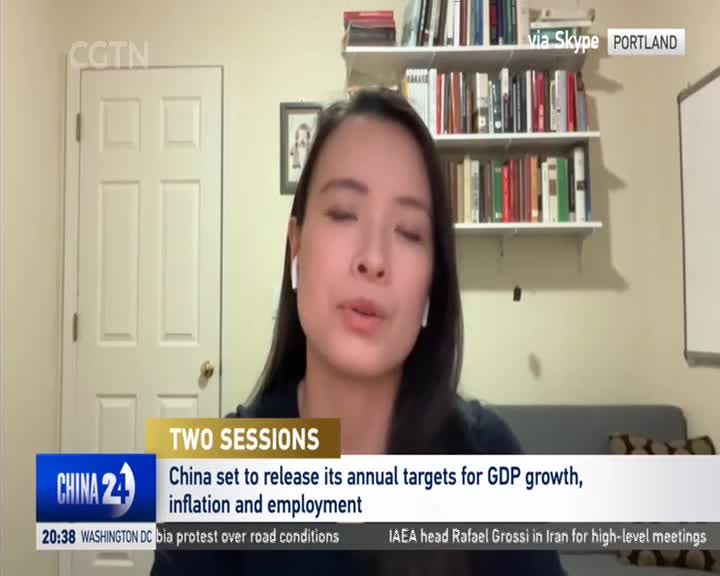 CGTN
via Skype
PORTLAND
TWO SESSIONS
CHINA 24
China set to release its annual targets for GDP growth,
inflation and employment
20:38 WASHINGTON DC
bia protest over road conditions
IAEA head Rafael Grossi in Iran for high-level meetings